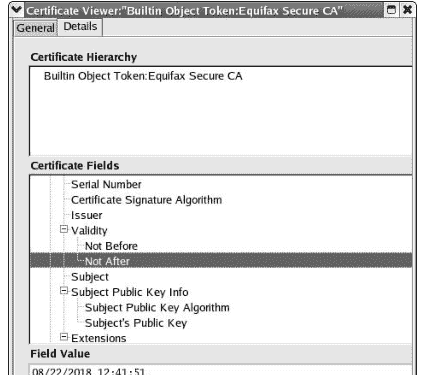 Certificate Viewer:"Builtin Object Token:Equifax Secure CA"
General Details
Certificate Hierarchy
Builtin Object Token:Equifax Secure CA
Certificate Fields
Serial Number
Certificate Signature Algorithm
Issuer
Validity
Not Before
Not After
Subject
Subject Public Key Info
Subject Public Key Algorithm
Subject's Public Key
Extensions
Field Value
08/22/2018 12:41:51